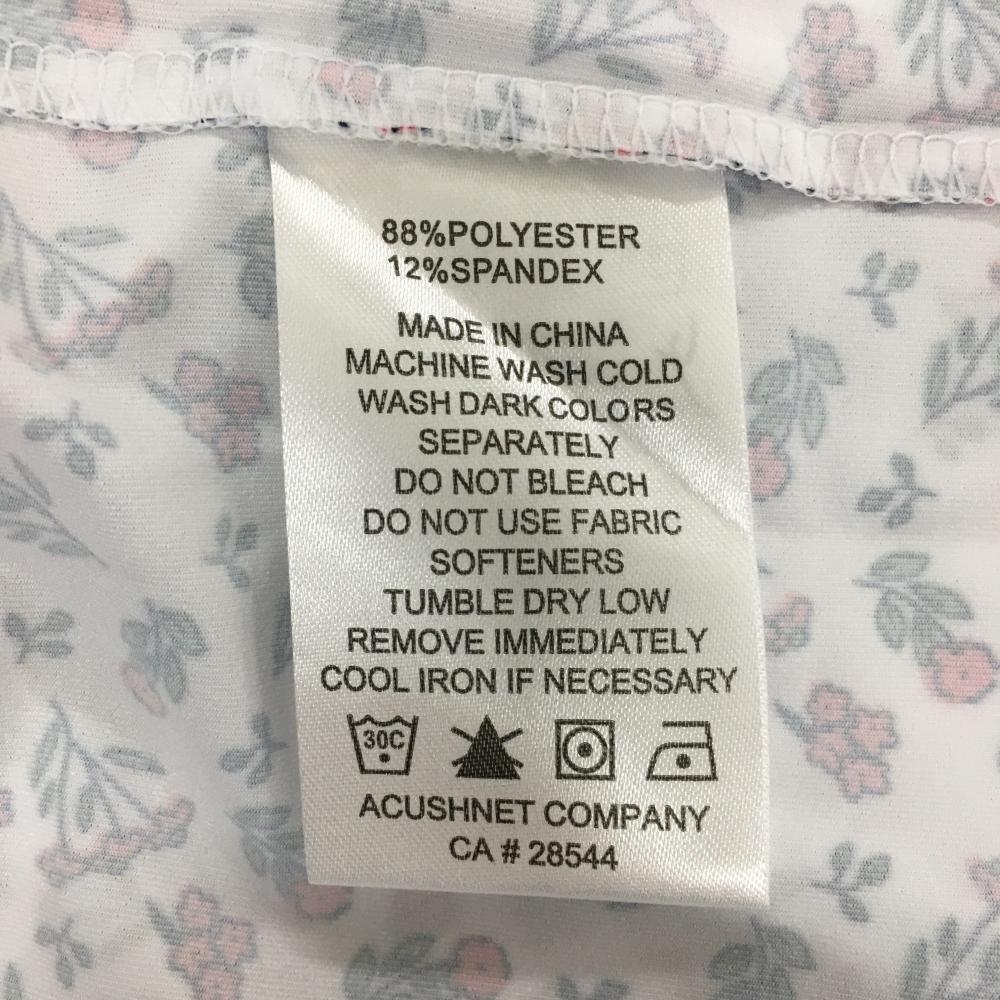 88%POLYESTER
12%SPANDEX
MADE IN CHINA
MACHINE WASH COLD
WASH DARK COLORS
SEPARATELY
DO NOT BLEACH
DO NOT USE FABRIC
SOFTENERS
TUMBLE DRY LOW
REMOVE IMMEDIATELY
COOL IRON IF NECESSARY
30C
ACUSHNET COMPANY
CA # 28544